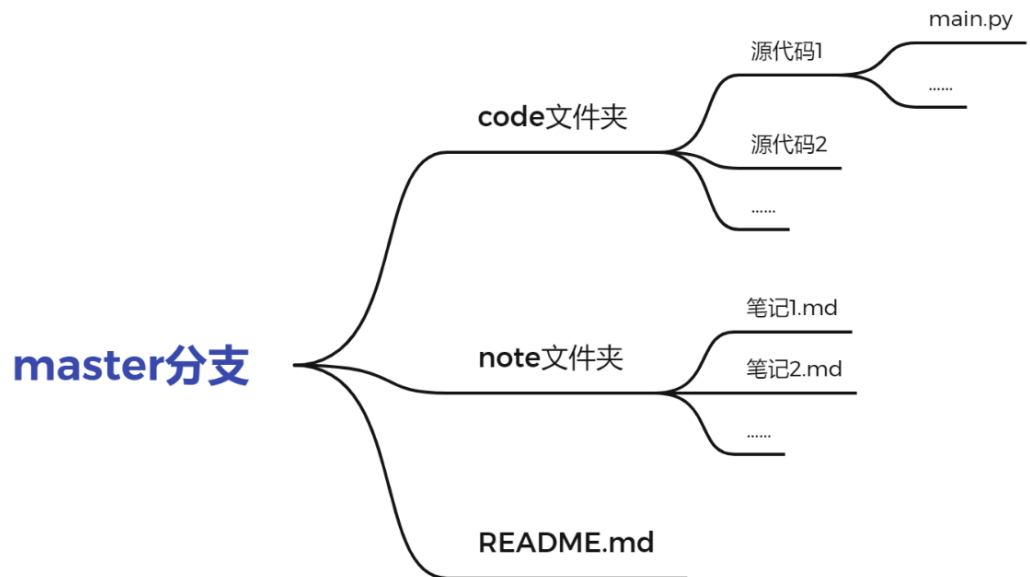 master分支
code文件夹
源代码1
main.py
......
源代码2
......
note文件夹
笔记1.md
笔记2.md
......
README.md